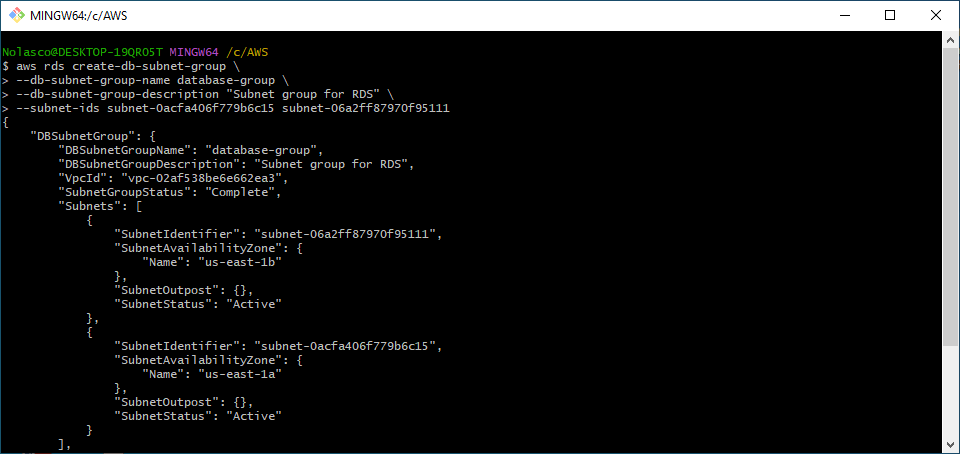 MINGW64:/c/AWS
Nolasco@DESKTOP-19QRO5T MINGW64 /c/AWS
$ aws rds create-db-subnet-group \
> --db-subnet-group-name database-group \
> --db-subnet-group-description "Subnet group for RDS" \
> --subnet-ids subnet-0acfa406f779b6c15 subnet-06a2ff87970f95111
{
    "DBSubnetGroup": {
        "DBSubnetGroupName": "database-group",
        "DBSubnetGroupDescription": "Subnet group for RDS",
        "VpcId": "vpc-02af538be6e662ea3",
        "SubnetGroupStatus": "Complete",
        "Subnets": [
            {
                "SubnetIdentifier": "subnet-06a2ff87970f95111",
                "SubnetAvailabilityZone": {
                    "Name": "us-east-1b"
                },
                "SubnetOutpost": {},
                "SubnetStatus": "Active"
            },
            {
                "SubnetIdentifier": "subnet-0acfa406f779b6c15",
                "SubnetAvailabilityZone": {
                    "Name": "us-east-1a"
                },
                "SubnetOutpost": {},
                "SubnetStatus": "Active"
            }
        ],